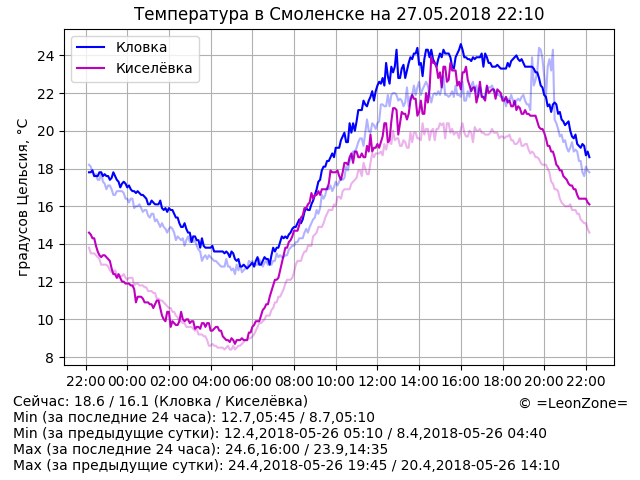 Температура в Смоленске на 27.05.2018 22:10
Кловка
Киселёвка
градусов Цельсия, °C
24
22
20
18
16
14
12
10
8
22:00 00:00 02:00 04:00 06:00 08:00 10:00 12:00 14:00 16:00 18:00 20:00 22:00
Сейчас: 18.6 / 16.1 (Кловка / Киселёвка)
© =LeonZone=
Min (за последние 24 часа): 12.7,05:45 / 8.7,05:10
Min (за предыдущие сутки): 12.4,2018-05-26 05:10 / 8.4,2018-05-26 04:40
Max (за последние 24 часа): 24.6,16:00 / 23.9,14:35
Max (за предыдущие сутки): 24.4,2018-05-26 19:45 / 20.4,2018-05-26 14:10